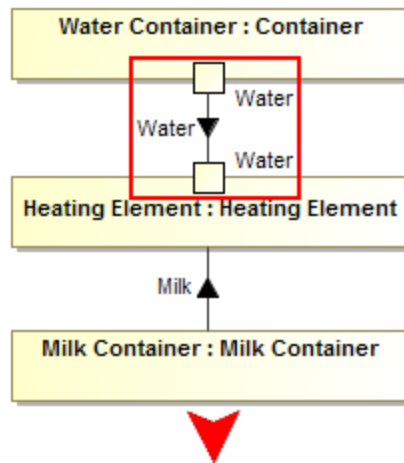 Water Container : Container
Water
Water
Water
Heating Element : Heating Element
Milk
Milk Container : Milk Container